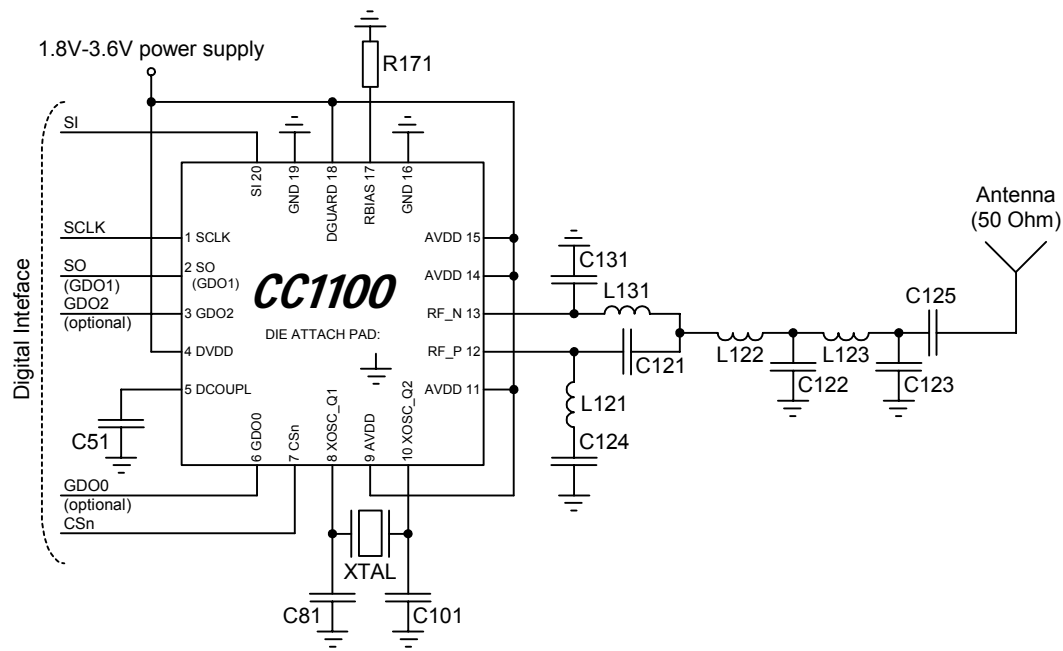 1.8V-3.6V power supply
R171
SI
SI 20
GND 19
DGUARD 18
RBIAS 17
GND 16
Antenna
(50 Ohm)
SCLK
1 SCLK
AVDD 15
SO
(GDO1)
2 SO
(GDO1)
CC1100
AVDD 14
C131
L131
C125
GDO2
(optional)
3 GDO2
DIE ATTACH PAD:
RF_N 13
4 DVDD
RF_P 12
C121
L122
C122
L123
C123
5 DCOUPL
AVDD 11
L121
C124
C51
6 GDO0
7 CSn
8 XOSC_Q1
9 AVDD
10 XOSC_Q2
Digital Inteface
GDO0
(optional)
CSn
XTAL
C81
C101